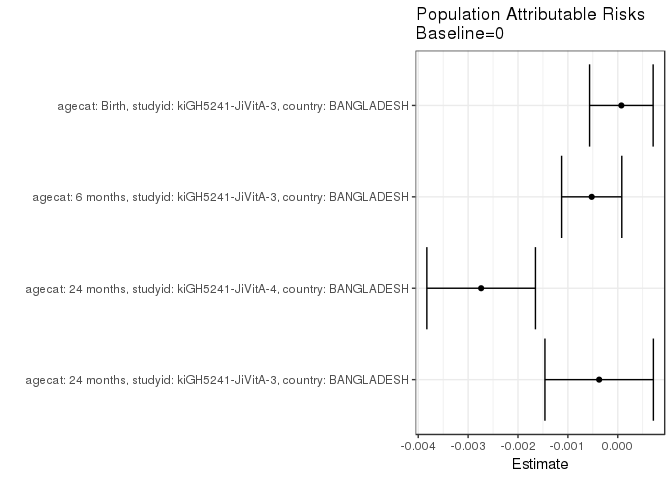 Population Attributable Risks
Baseline=0
agecat: Birth, studyid: kiGH5241-JiVitA-3, country: BANGLADESH
agecat: 6 months, studyid: kiGH5241-JiVitA-3, country: BANGLADESH
agecat: 24 months, studyid: kiGH5241-JiVitA-4, country: BANGLADESH
agecat: 24 months, studyid: kiGH5241-JiVitA-3, country: BANGLADESH
-0.004 -0.003 -0.002 -0.001 0.000
Estimate